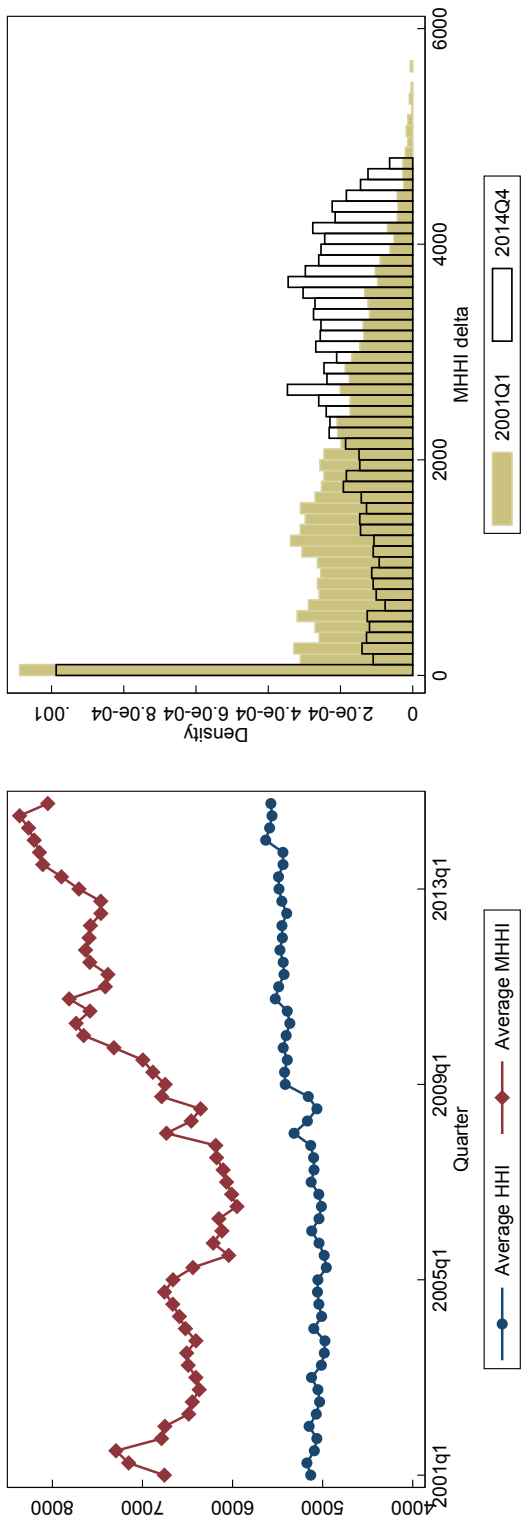 8000
7000
6000
5000
4000
2001q1 2005q1 2009q1 2013q1
Quarter
Average HHI Average MHHI
.001
8.0e-04
6.0e-04
4.0e-04
2.0e-04
0
Density
0 2000 4000 6000
MHHI delta
2001Q1 2014Q4